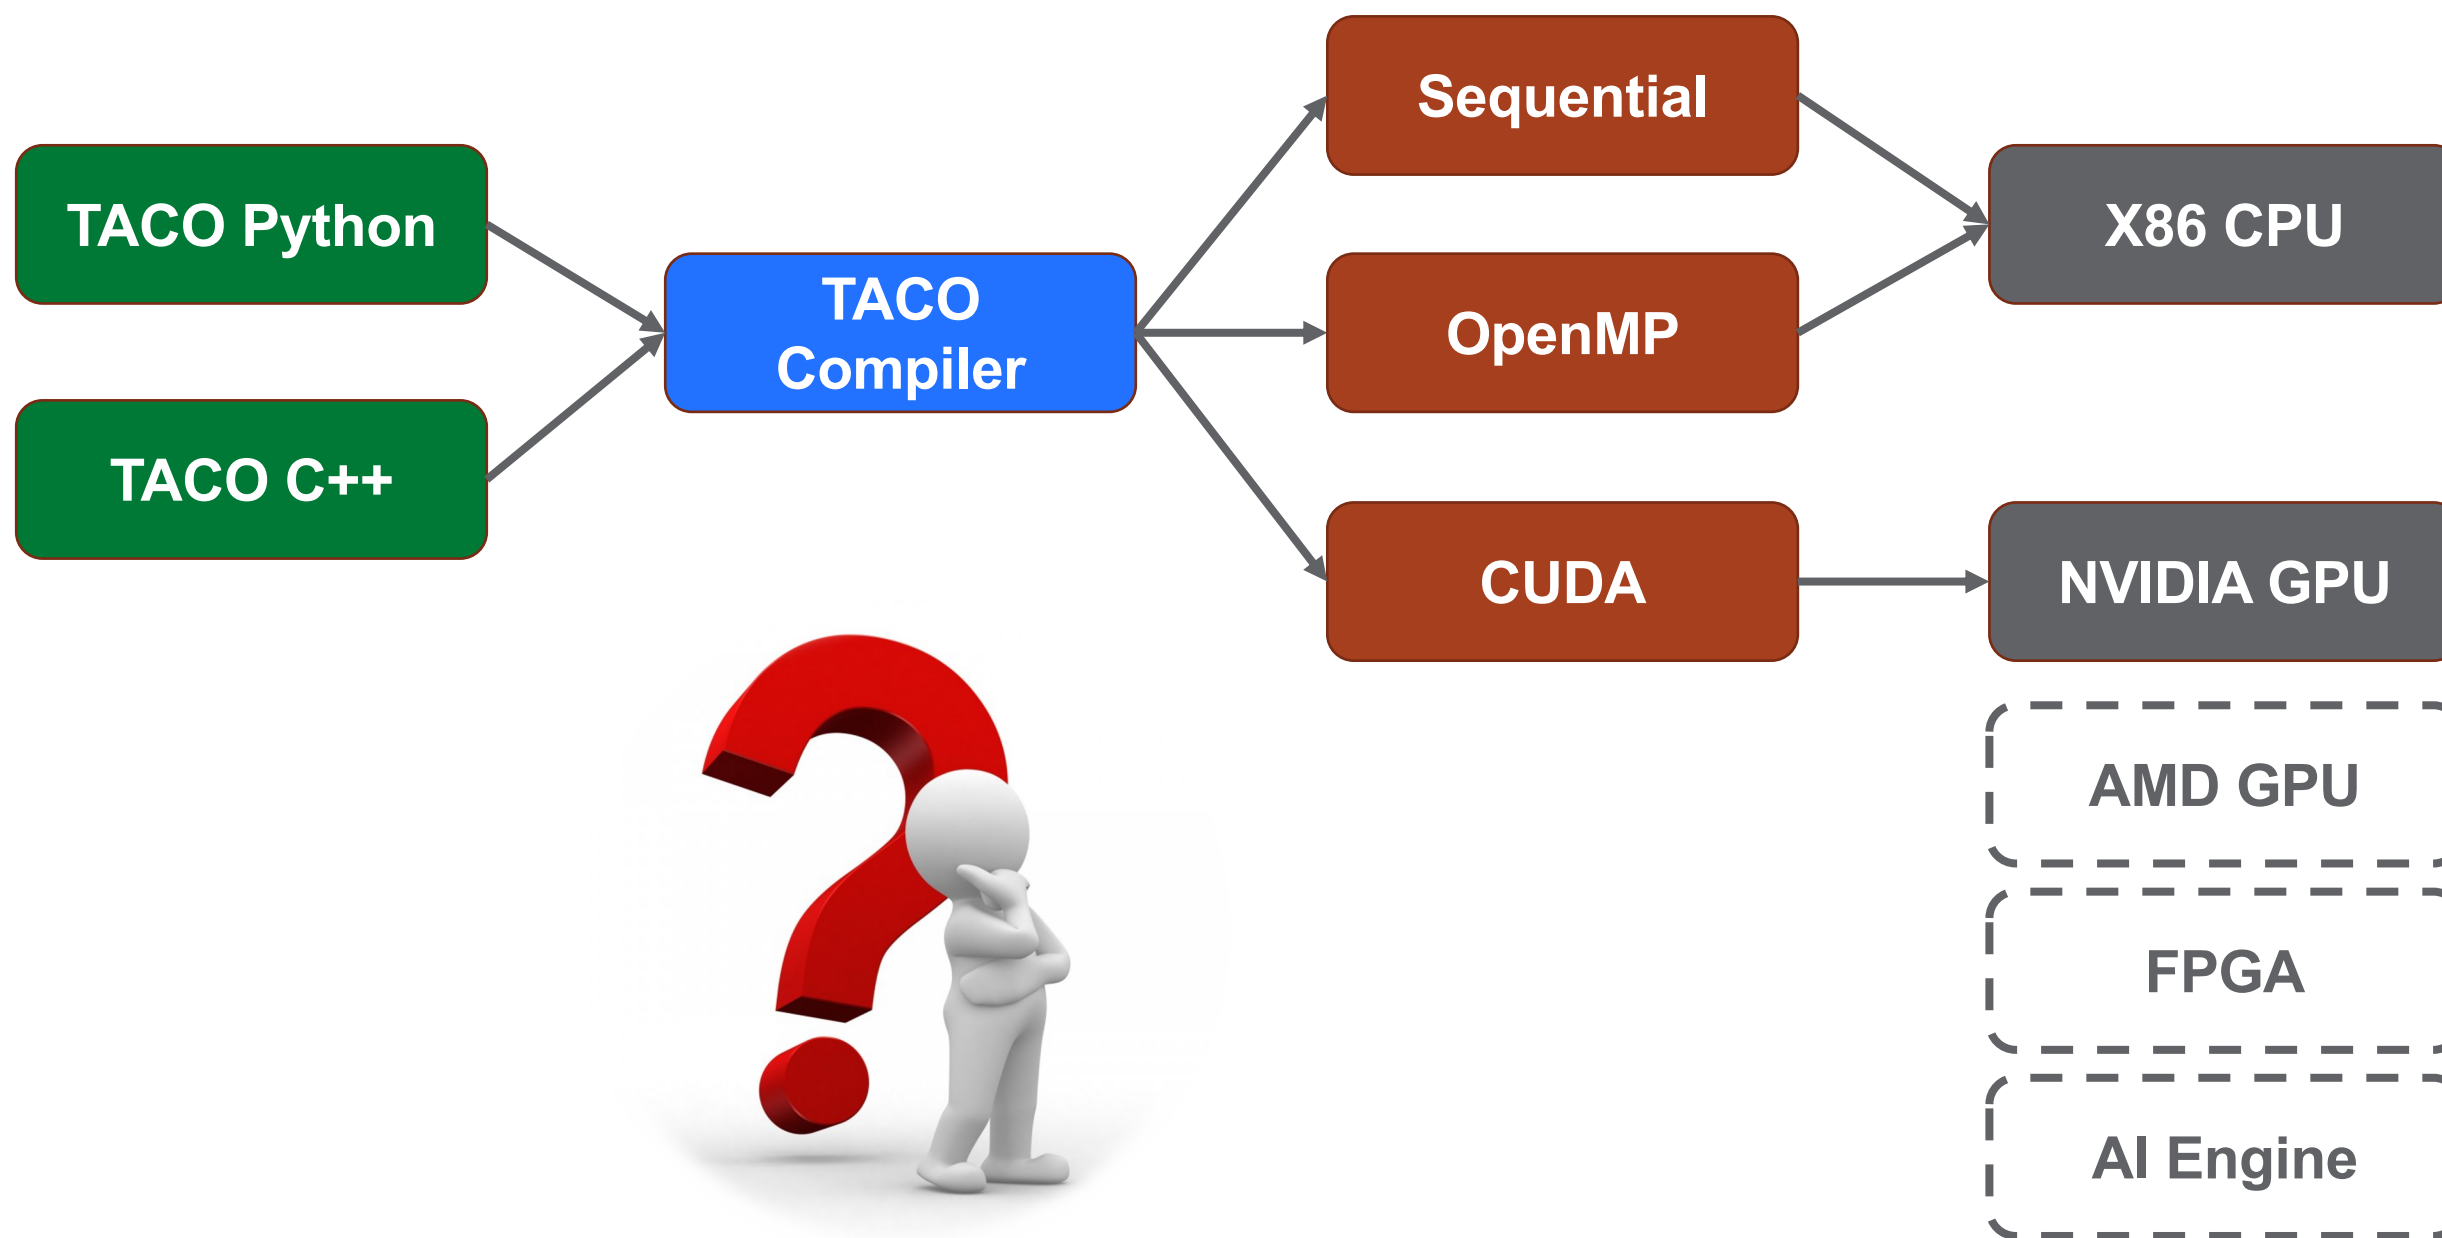 TACO Python
TACO C++
TACO
Compiler
Sequential
OpenMP
CUDA
X86 CPU
NVIDIA GPU
AMD GPU
FPGA
AI Engine